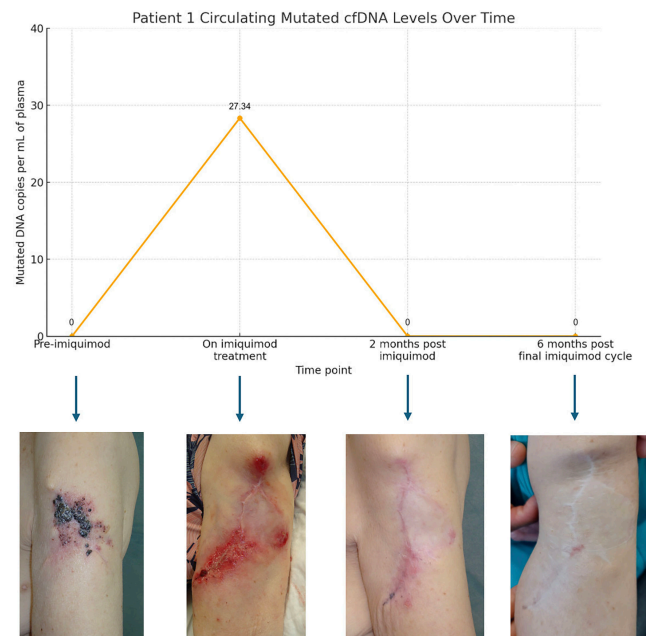 Patient 1 Circulating Mutated cfDNA Levels Over Time
Mutated DNA copies per mL of plasma
40
30
20
10
0
27.34
0
0
0
Pre-imiquimod
On imiquimod
treatment
2 months post
imiquimod
6 months post
final imiquimod cycle
Time point